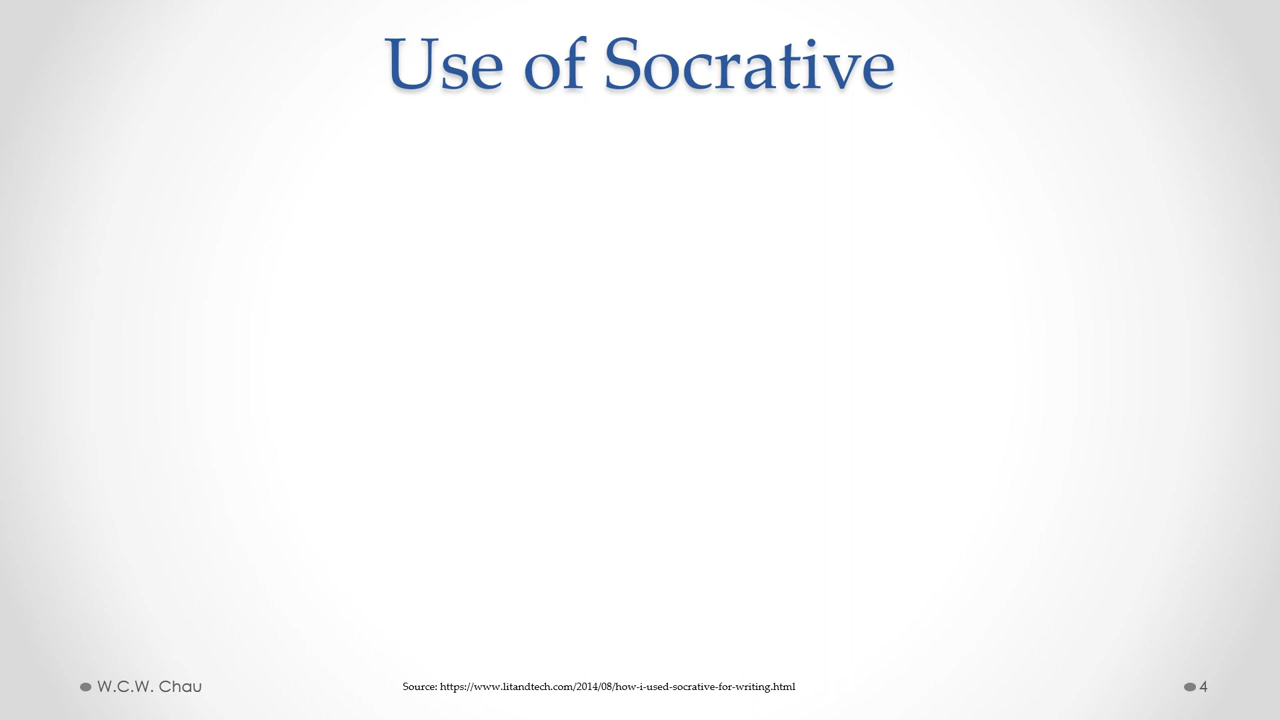 Use of Socrative
W.C.W. Chau
Source: https://www.litandtech.com/2014/08/how-i-used-socrative-for-writing.html
4